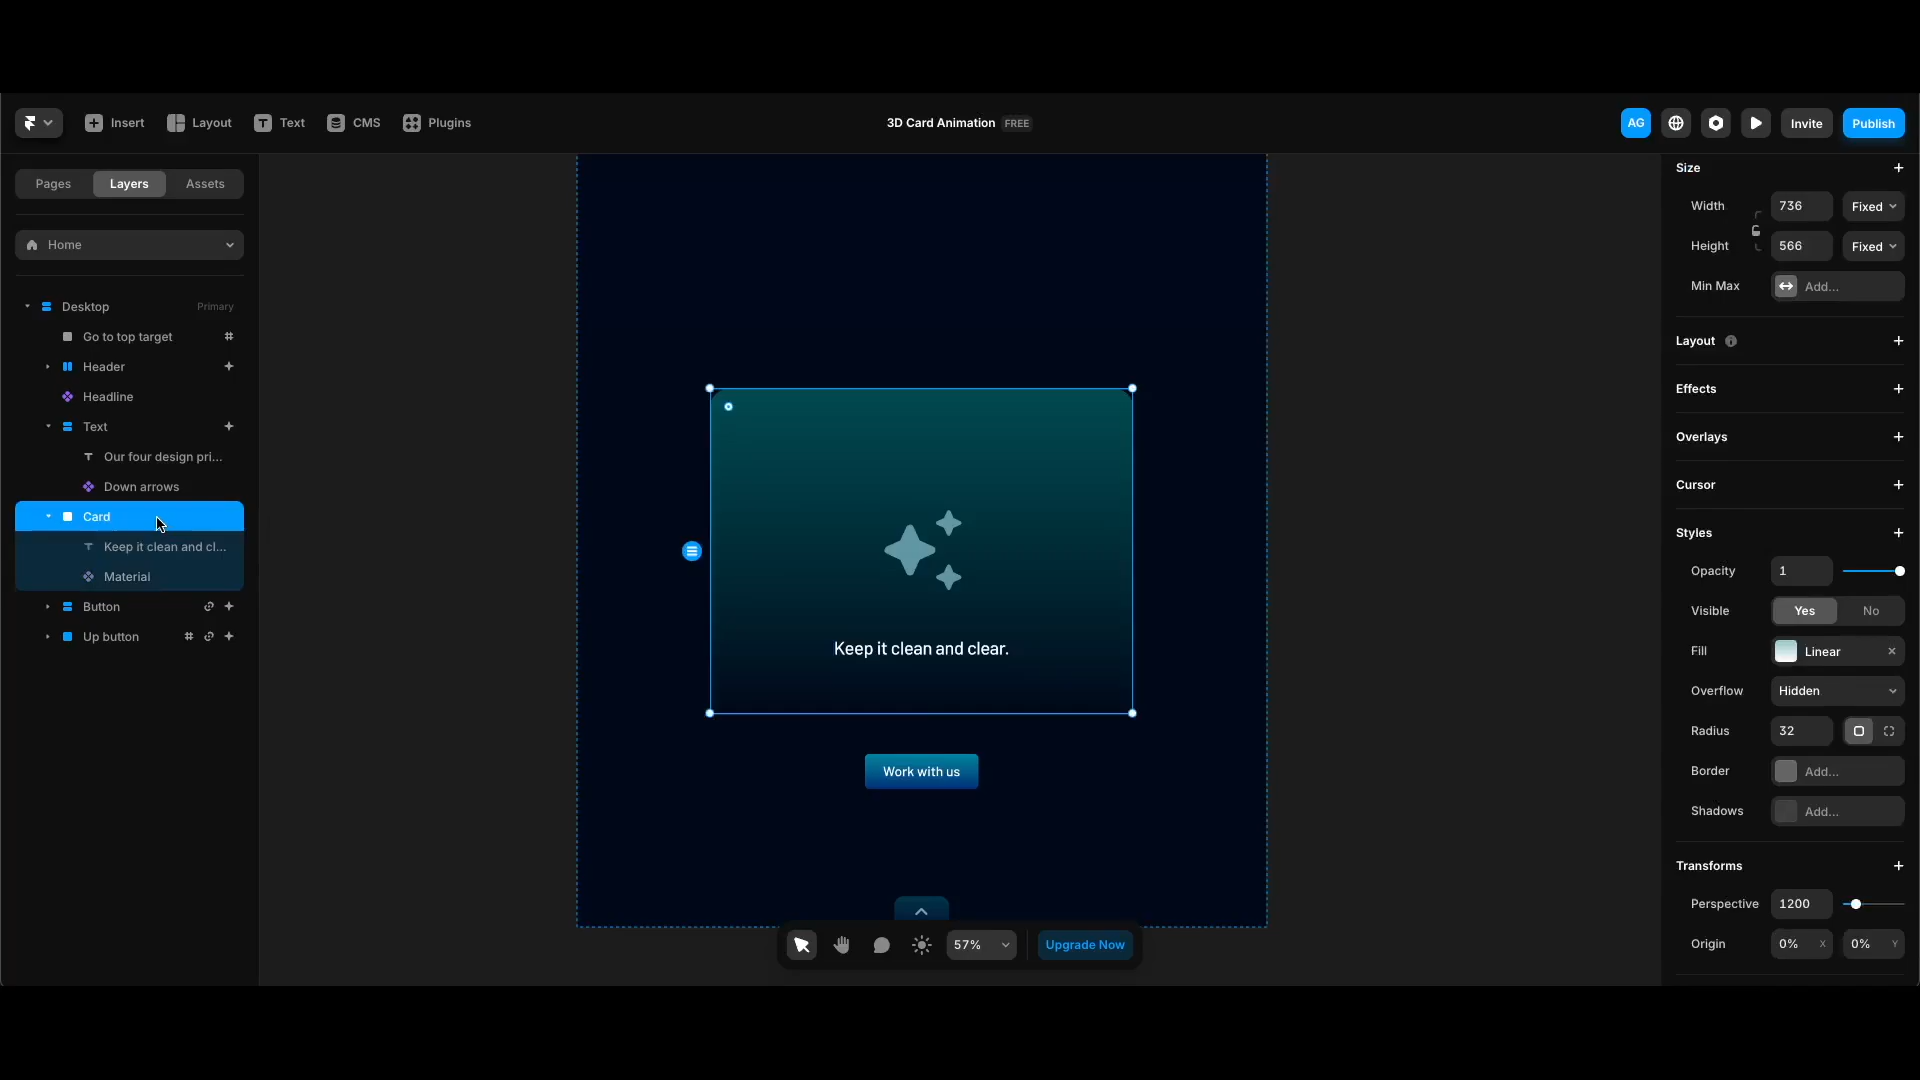 Insert
Layout
Text
CMS
Plugins
3D Card Animation FREE
AG
Invite
Publish
Pages
Layers
Assets
Home
Desktop
Primary
Go to top target
Header
Headline
Text
Our four design pri...
Down arrows
Card
Keep it clean and cl...
Material
Button
Up button
Keep it clean and clear.
Work with us
57%
Upgrade Now
Size
Width 736 Fixed
Height 566 Fixed
Min Max Add...
Layout
Effects
Overlays
Cursor
Styles
Opacity 1
Visible Yes No
Fill Linear
Overflow Hidden
Radius 32
Border Add...
Shadows Add...
Transforms
Perspective 1200
Origin 0% X 0% Y